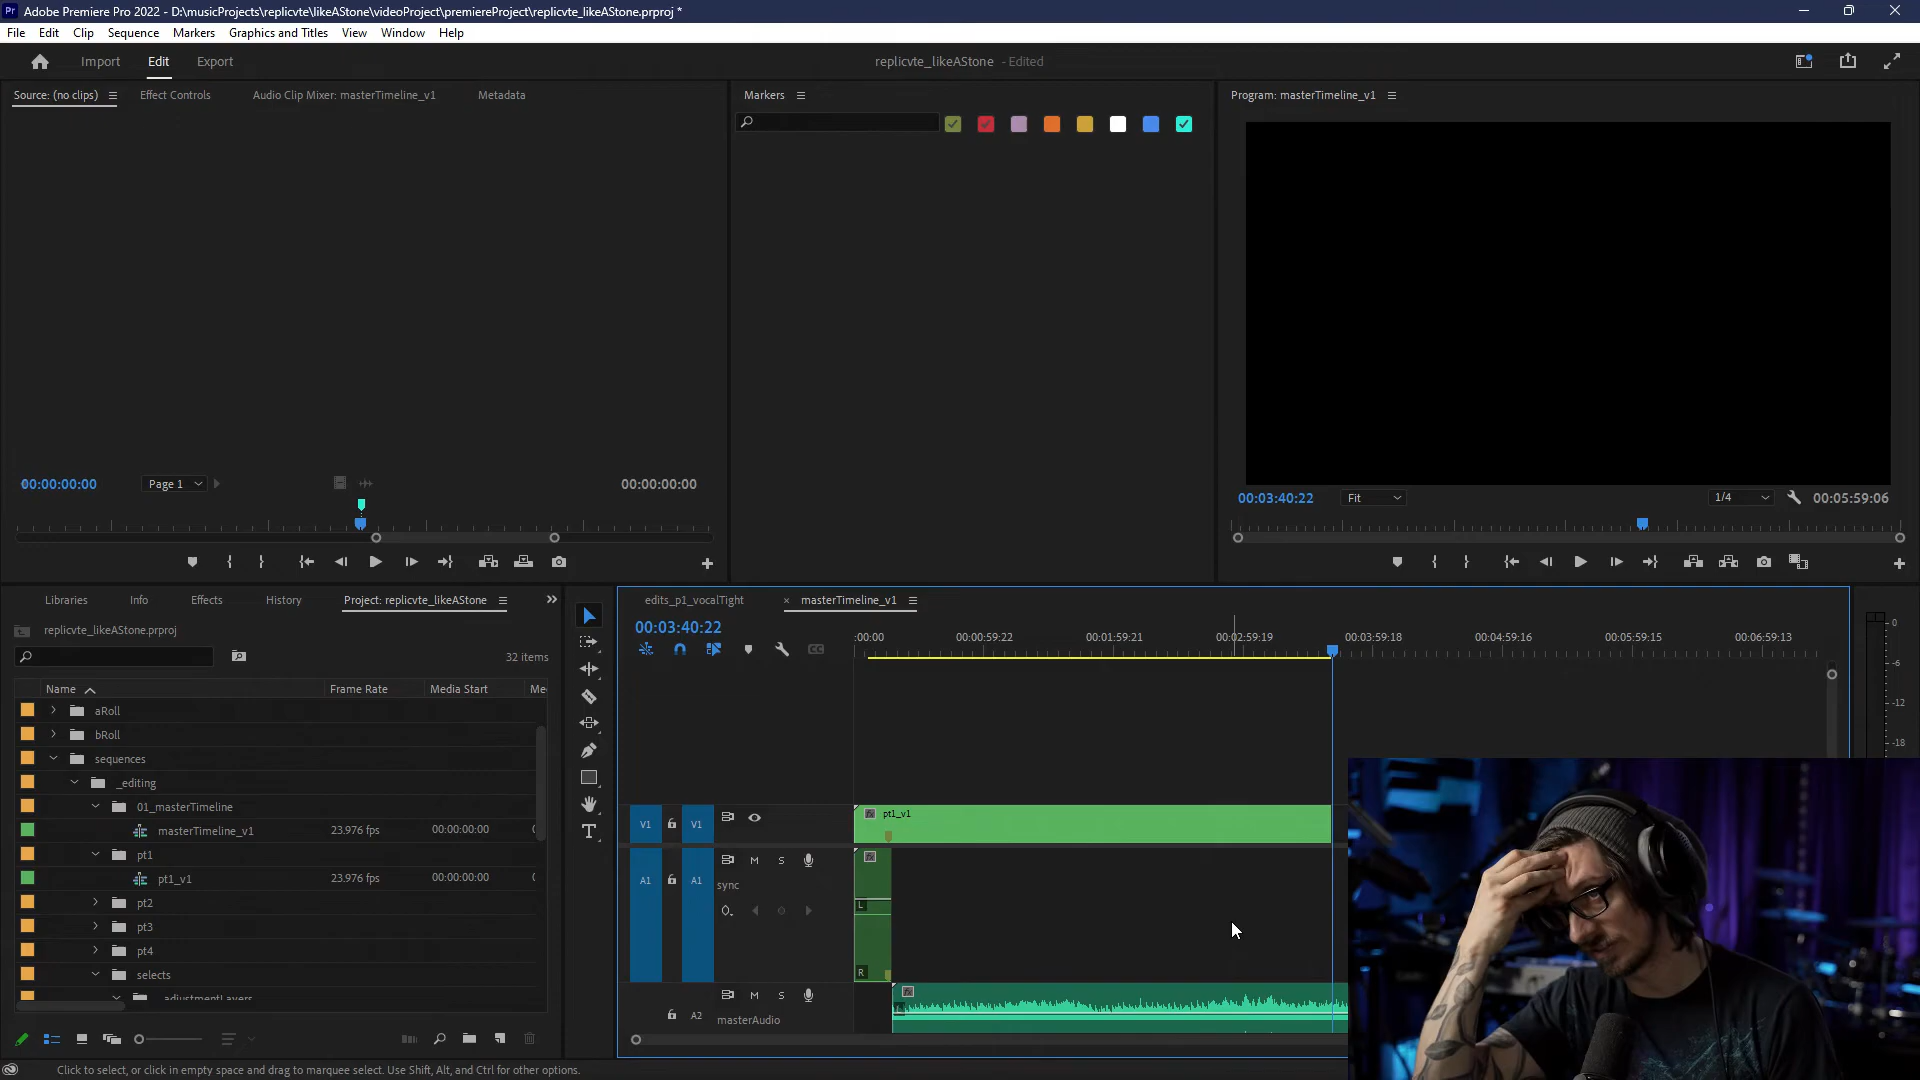 Pr Adobe Premiere Pro 2022 - D:\musicProjects\replicvte\likeAStone\videoProject\premiereProject\replicvte_likeAStone.prproj *
File Edit Clip Sequence Markers Graphics and Titles View Window Help
Import Edit Export
replicvte_likeAStone - Edited
Source: (no clips) Effect Controls Audio Clip Mixer: masterTimeline_v1 Metadata
Markers
Program: masterTimeline_v1
00:00:00:00 Page 1 00:00:00:00
00:03:40:22 Fit 1/4 00:05:59:06
Libraries Info Effects History Project: replicvte_likeAStone
replicvte_likeAStone.prproj
32 items
Name Frame Rate Media Start Me
aRoll
bRoll
sequences
_editing
01_masterTimeline
masterTimeline_v1 23.976 fps 00:00:00:00
pt1
pt1_v1 23.976 fps 00:00:00:00
pt2
pt3
pt4
selects
adjustmentLayers
edits_p1_vocalTight × masterTimeline_v1
00:03:40:22
:00:00 00:00:59:22 00:01:59:21 00:02:59:19 00:03:59:18 00:04:59:16 00:05:59:15 00:06:59:13
V1 V1
pt1_v1
A1 A1 M S
sync
L
R
M S
A2 masterAudio
0
-6
-12
-18
Click to select, or click in empty space and drag to marquee select. Use Shift, Alt, and Ctrl for other options.